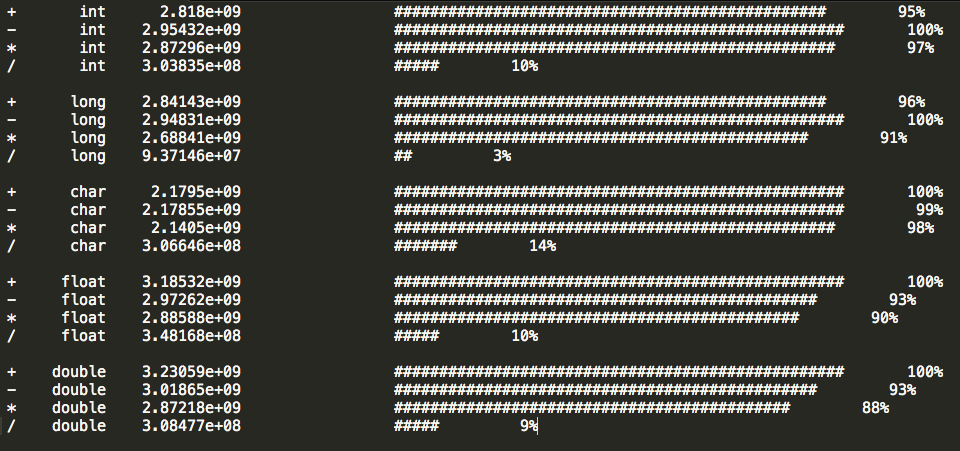 + int 2.818e+09 ################################################ 95%
- int 2.95432e+09 ################################################## 100%
* int 2.87296e+09 ################################################# 97%
/ int 3.03835e+08 ##### 10%
+ long 2.84143e+09 ################################################ 96%
- long 2.94831e+09 ################################################## 100%
* long 2.68841e+09 ############################################## 91%
/ long 9.37146e+07 ## 3%
+ char 2.1795e+09 ################################################## 100%
- char 2.17855e+09 ################################################## 99%
* char 2.1405e+09 ################################################# 98%
/ char 3.06646e+08 ####### 14%
+ float 3.18532e+09 ################################################## 100%
- float 2.97262e+09 ############################################### 93%
* float 2.88588e+09 ############################################# 90%
/ float 3.48168e+08 ##### 10%
+ double 3.23059e+09 ################################################## 100%
- double 3.01865e+09 ############################################### 93%
* double 2.87218e+09 ############################################ 88%
/ double 3.08477e+08 ##### 9%